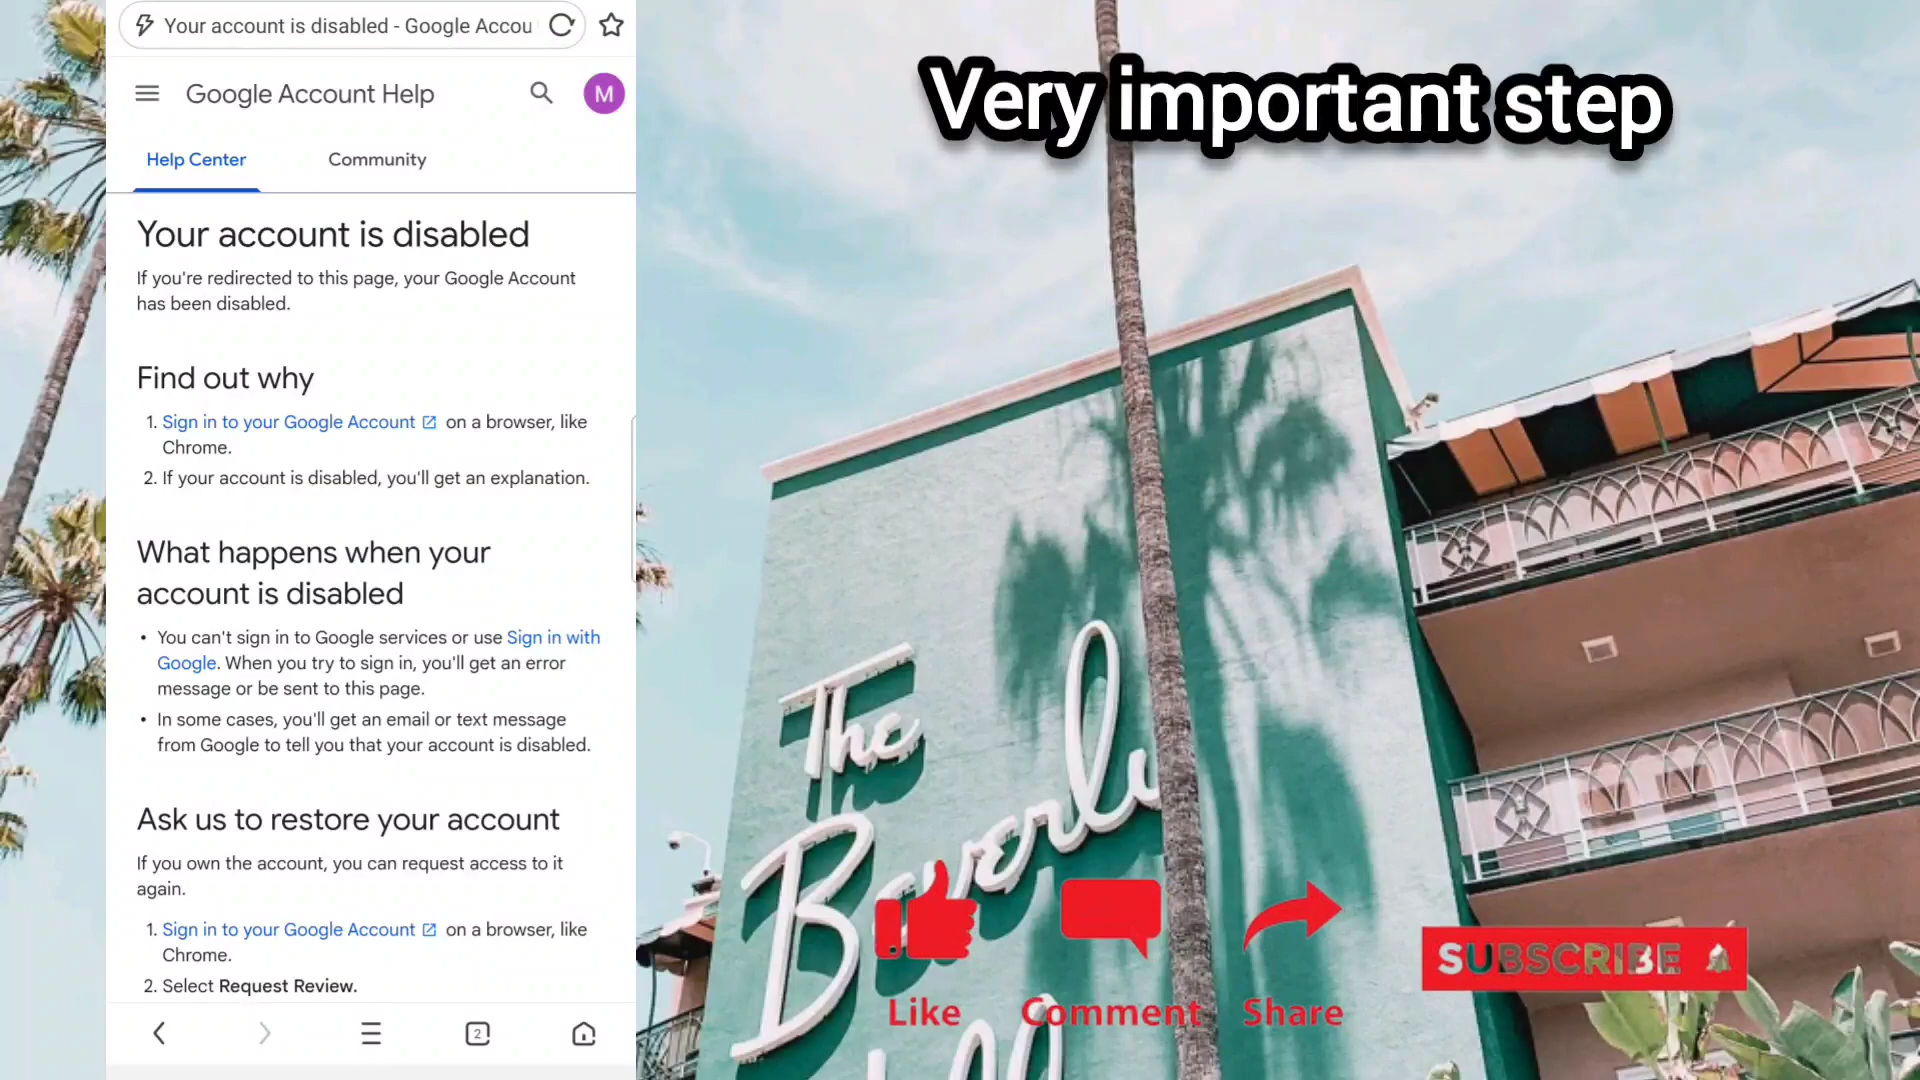 Your account is disabled - Google Accou
Google Account Help
M
Help Center
Community
Your account is disabled
If you're redirected to this page, your Google Account
has been disabled.
Find out why
1. Sign in to your Google Account on a browser, like
Chrome.
2. If your account is disabled, you'll get an explanation.
What happens when your
account is disabled
• You can't sign in to Google services or use Sign in with
Google. When you try to sign in, you'll get an error
message or be sent to this page.
• In some cases, you'll get an email or text message
from Google to tell you that your account is disabled.
Ask us to restore your account
If you own the account, you can request access to it
again.
1. Sign in to your Google Account on a browser, like
Chrome.
2. Select Request Review.
2
Very important step
The
Beverly
Like
Comment
Share
SUBSCRIBE